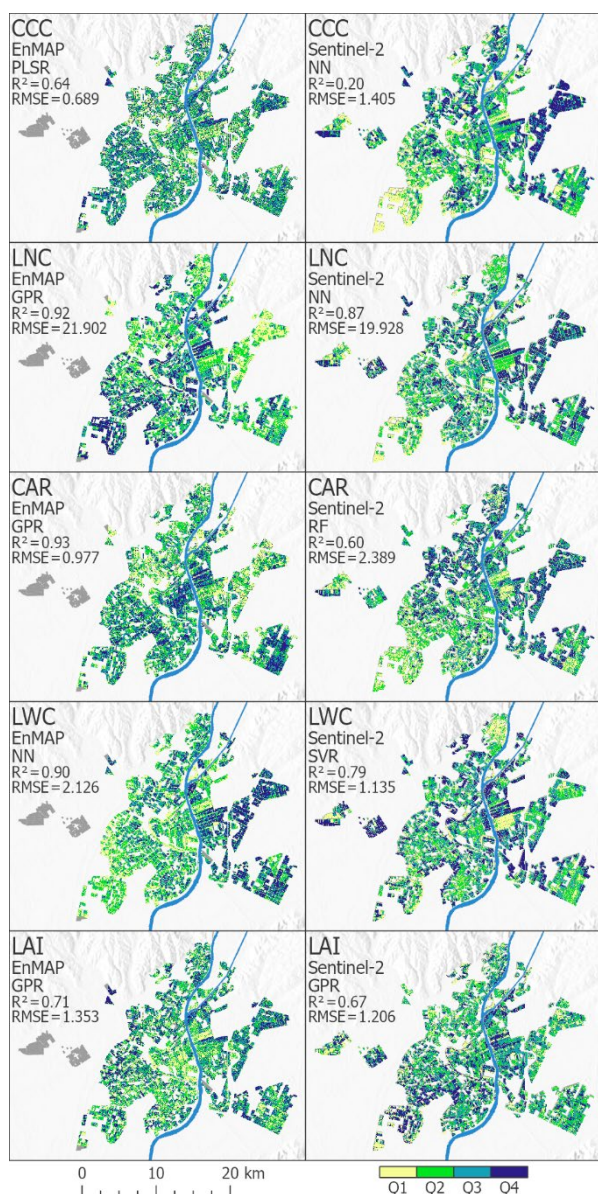 CCC
EnMAP
PLSR
R²=0.64
RMSE=0.689
CCC
Sentinel-2
NN
R²=0.20
RMSE=1.405
LNC
EnMAP
GPR
R²=0.92
RMSE=21.902
LNC
Sentinel-2
NN
R²=0.87
RMSE=19.928
CAR
EnMAP
GPR
R²=0.93
RMSE=0.977
CAR
Sentinel-2
RF
R²=0.60
RMSE=2.389
LWC
EnMAP
NN
R²=0.90
RMSE=2.126
LWC
Sentinel-2
SVR
R²=0.79
RMSE=1.135
LAI
EnMAP
GPR
R²=0.71
RMSE=1.353
LAI
Sentinel-2
GPR
R²=0.67
RMSE=1.206
0 10 20 km
Q1 Q2 Q3 Q4